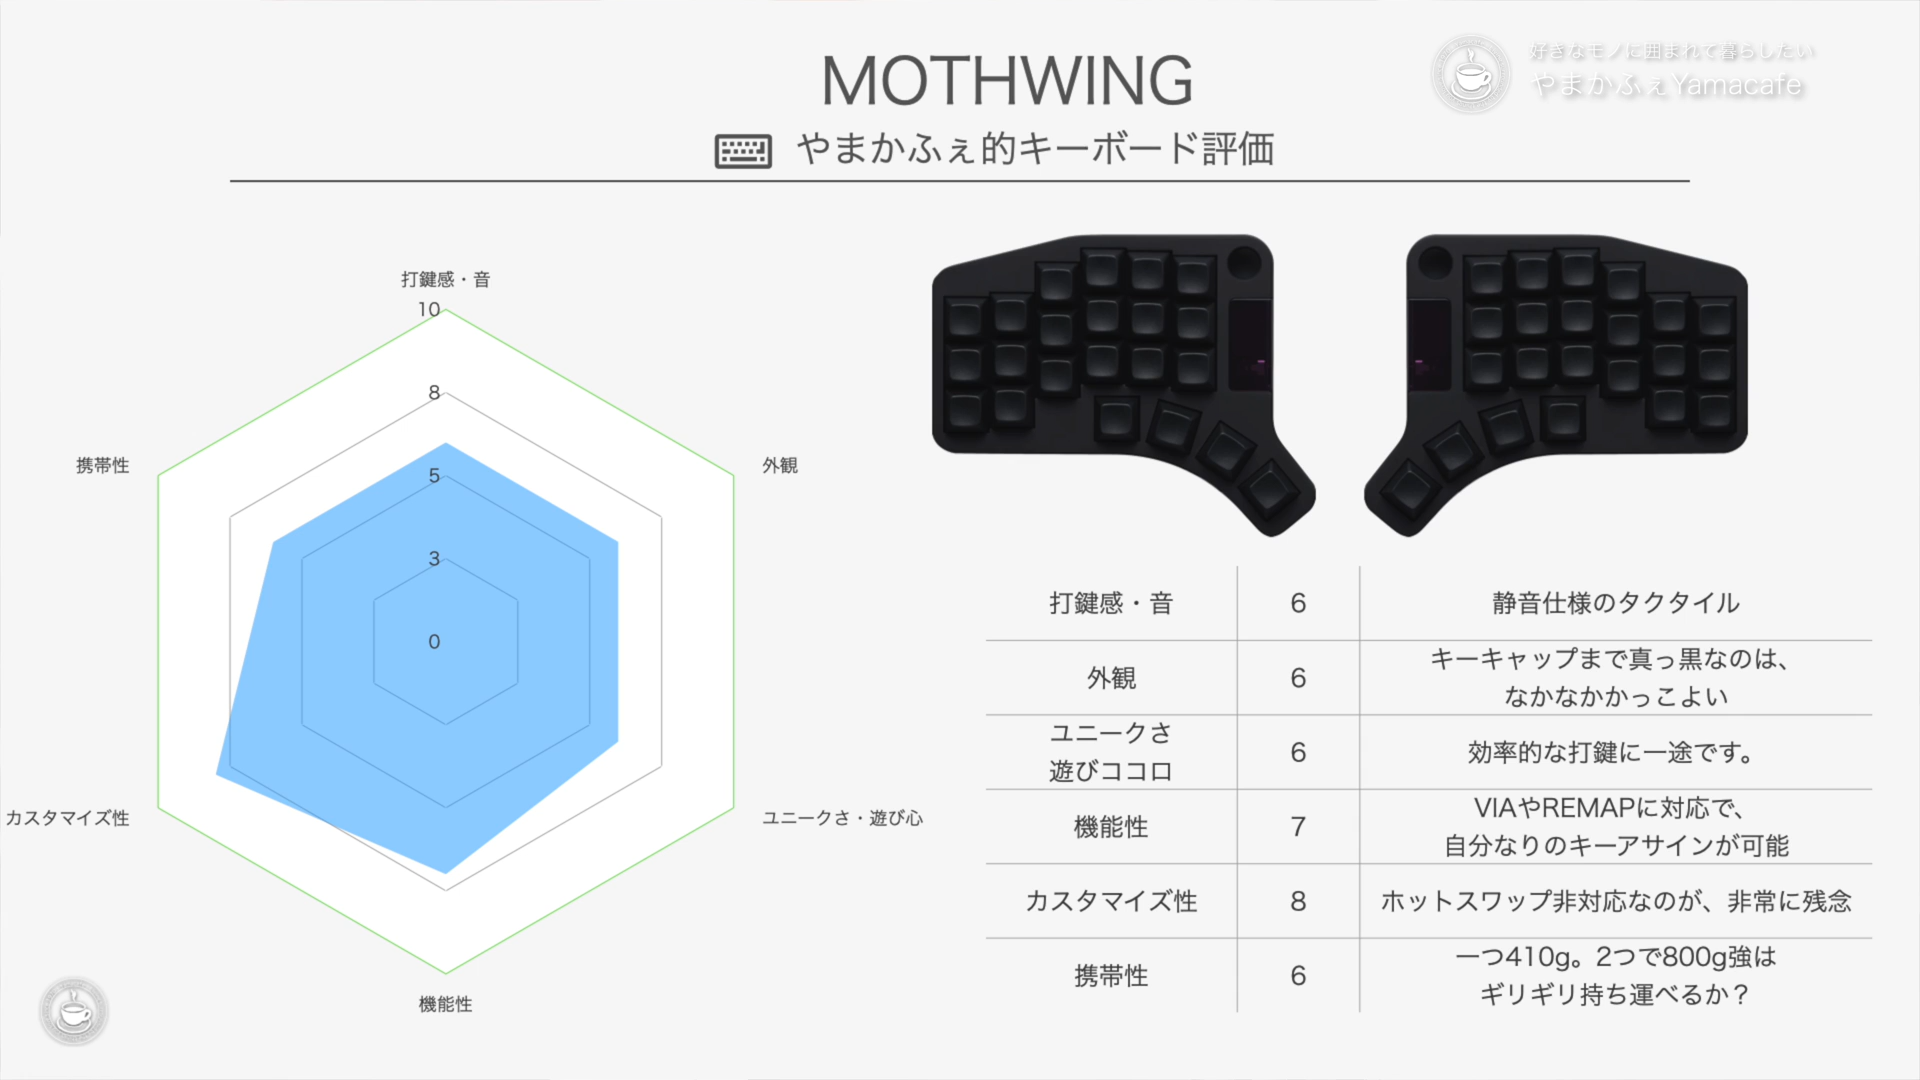 MOTHWING
やまかふぇ的キーボード評価
好きなモノに囲まれて暮らしたい
やまかふぇYamacafe
打鍵感・音
10
8
5
3
0
携帯性
外観
カスタマイズ性
ユニークさ・遊び心
機能性
打鍵感・音 6 静音仕様のタクタイル
外観 6 キーキャップまで真っ黒なのは、
なかなかかっこよい
ユニークさ
遊びココロ 6 効率的な打鍵に一途です。
機能性 7 VIAやREMAPに対応で、
自分なりのキーアサインが可能
カスタマイズ性 8 ホットスワップ非対応なのが、非常に残念
携帯性 6 一つ410g。2つで800g強は
ギリギリ持ち運べるか？